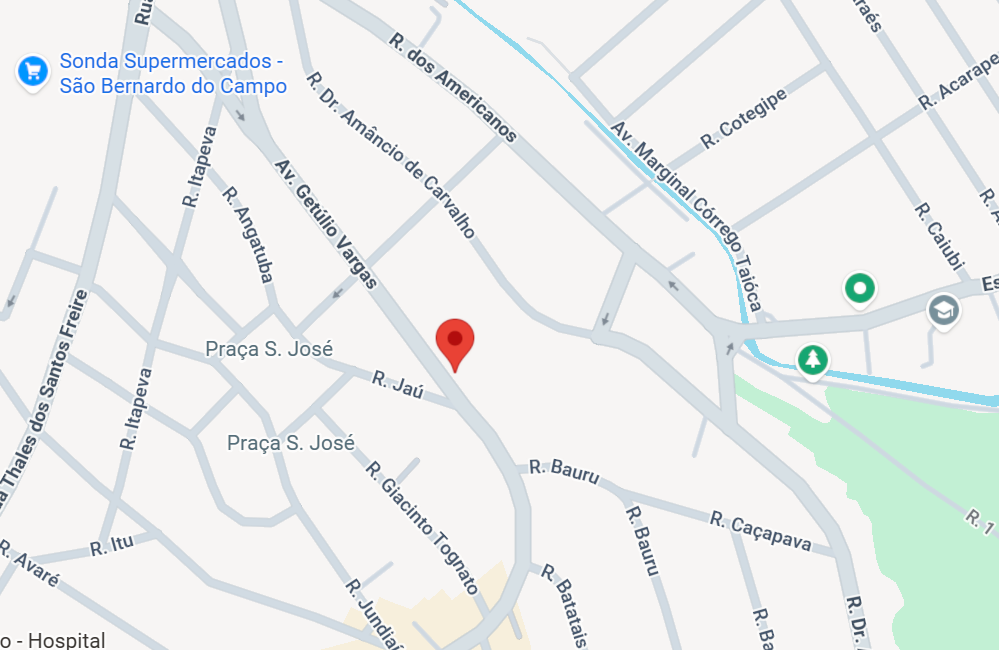 Rua
raés
Sonda Supermercados -
São Bernardo do Campo
R. dos Americanos
R. Acarape
R. Dr. Amâncio de Carvalho
R. Cotegipe
Av. Marginal Córrego Taióca
R. Itapeva
Av. Getúlio Vargas
R. Angatuba
R. Caiubi
R. A
Es
Praça S. José
R. Jaú
a Thales dos Santos Freire
R. Itapeva
Praça S. José
R. Bauru
R. Giacinto Tognato
R. Caçapava
R. 1
R. Bauru
R. Itu
R. Avaré
R. Jundiaí
R. Batatais
R. Ba
R. Dr. A
o - Hospital